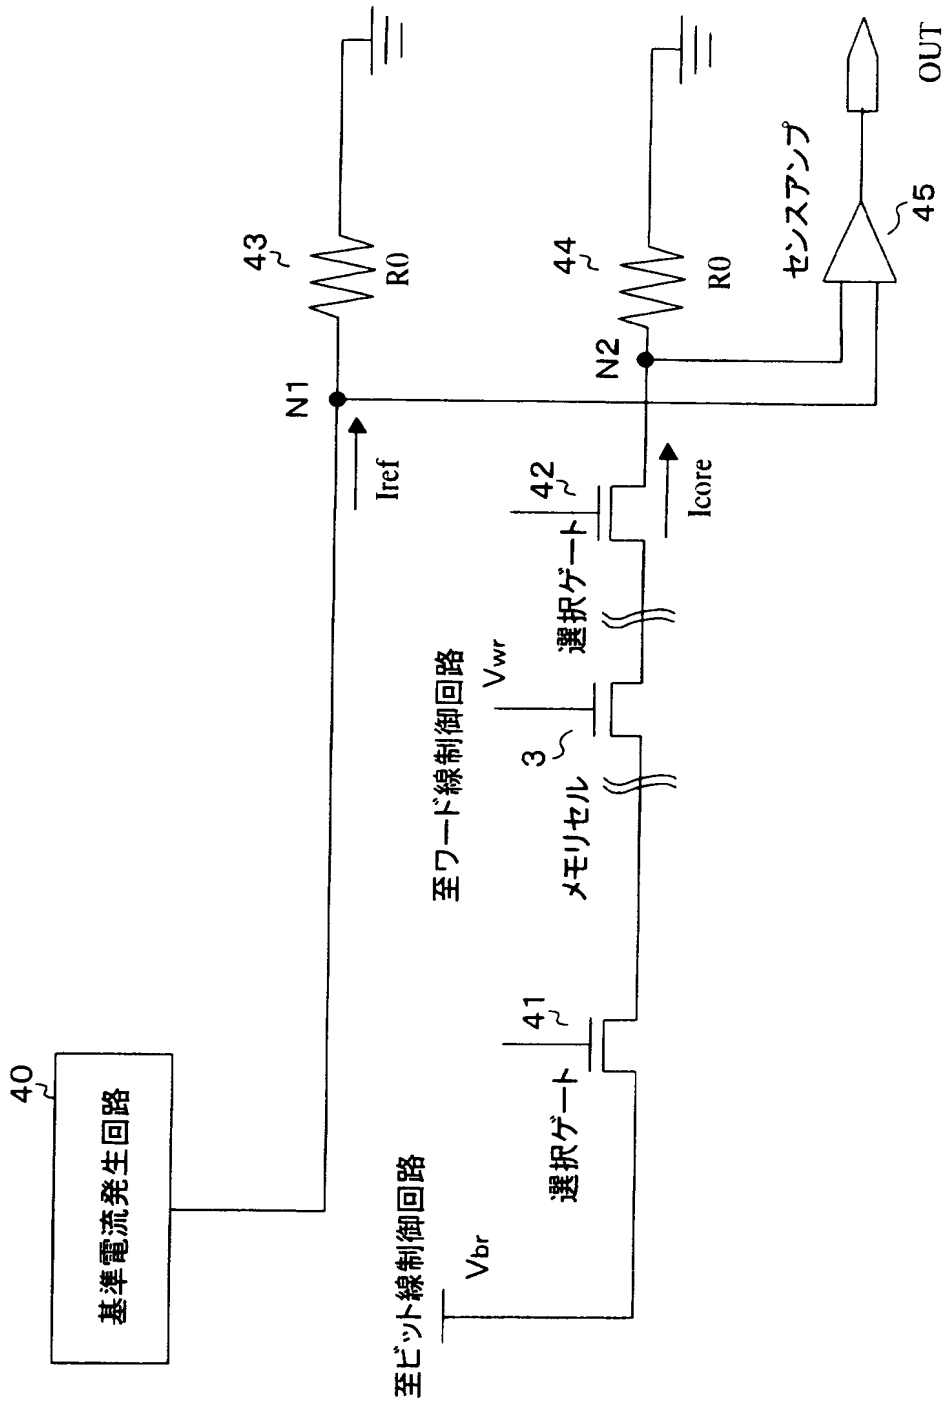 40
基準電流発生回路
N1
43
R0
Iref
至ワード線制御回路
Vwr
3
メモリセル
至ビット線制御回路
Vbr
選択ゲート
41
選択ゲート
42
Icore
N2
44
R0
センスアンプ
45
OUT